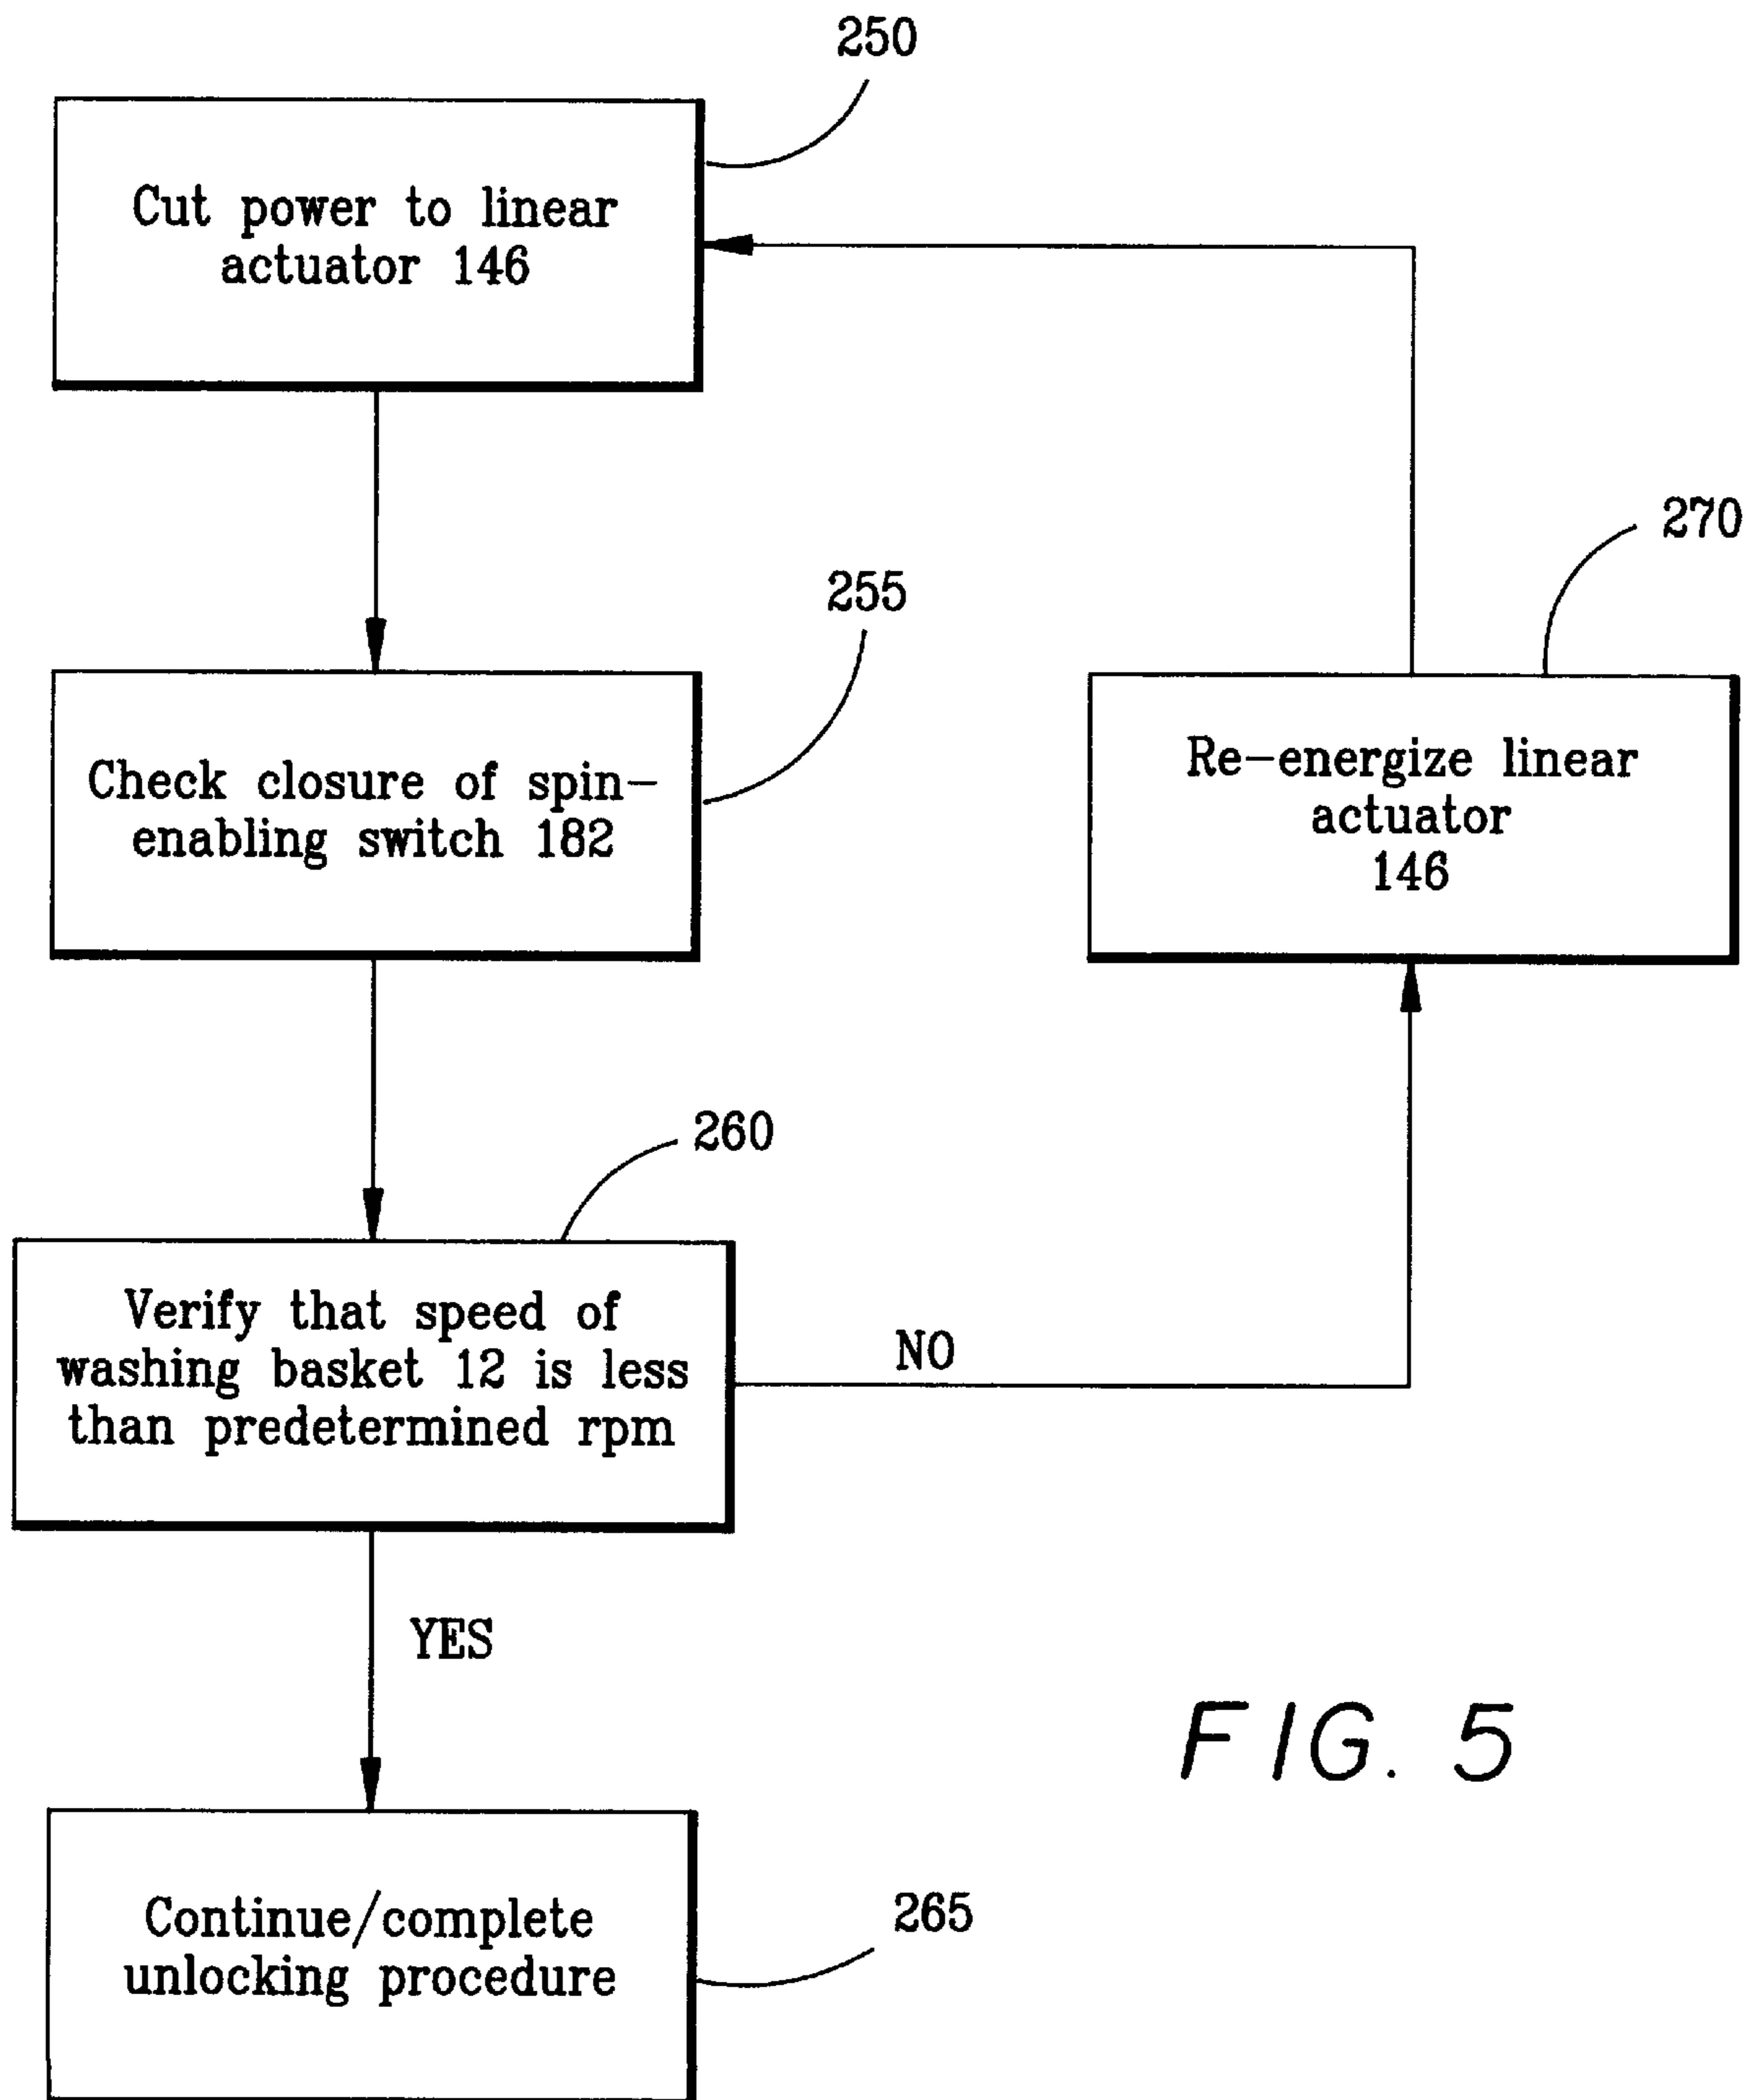 250
Cut power to linear
actuator 146
255
Check closure of spin-
enabling switch 182
270
Re-energize linear
actuator
146
260
Verify that speed of
washing basket 12 is less
than predetermined rpm
NO
YES
Continue/complete
unlocking procedure
265
FIG. 5